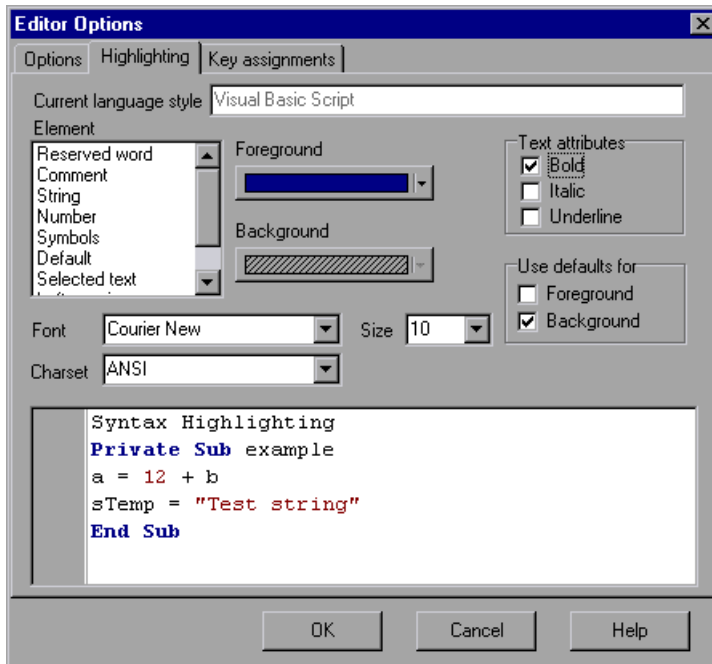 Editor Options
Options Highlighting Key assignments
Current language style Visual Basic Script
Element
Reserved word
Comment
String
Number
Symbols
Default
Selected text
Foreground
Background
Text attributes
Bold
Italic
Underline
Use defaults for
Foreground
Background
Font Courier New Size 10
Charset ANSI
Syntax Highlighting
Private Sub example
a = 12 + b
sTemp = "Test string"
End Sub
OK Cancel Help